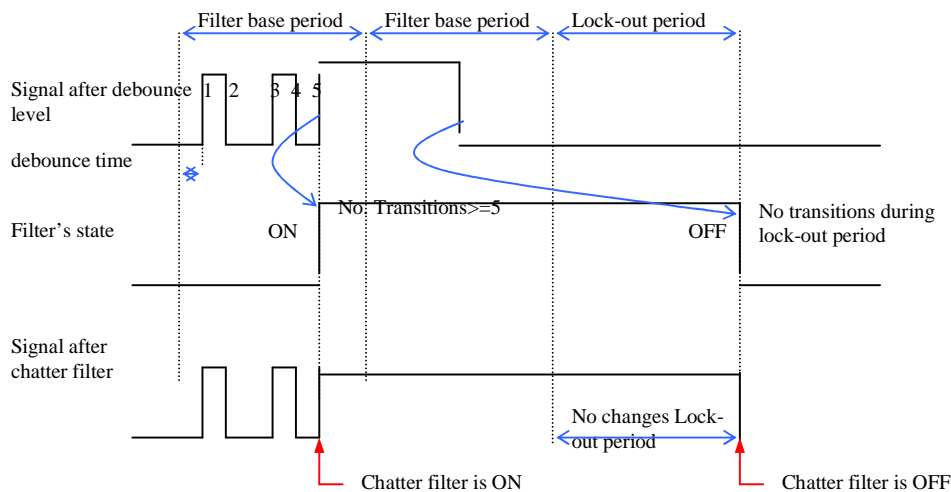 Filter base period
Filter base period
Lock-out period
Signal after debounce
level
1 2 3 4 5
debounce time
No. Transitions>=5
Filter's state
ON
OFF
No transitions during
lock-out period
Signal after
chatter filter
No changes Lock-
out period
Chatter filter is ON
Chatter filter is OFF